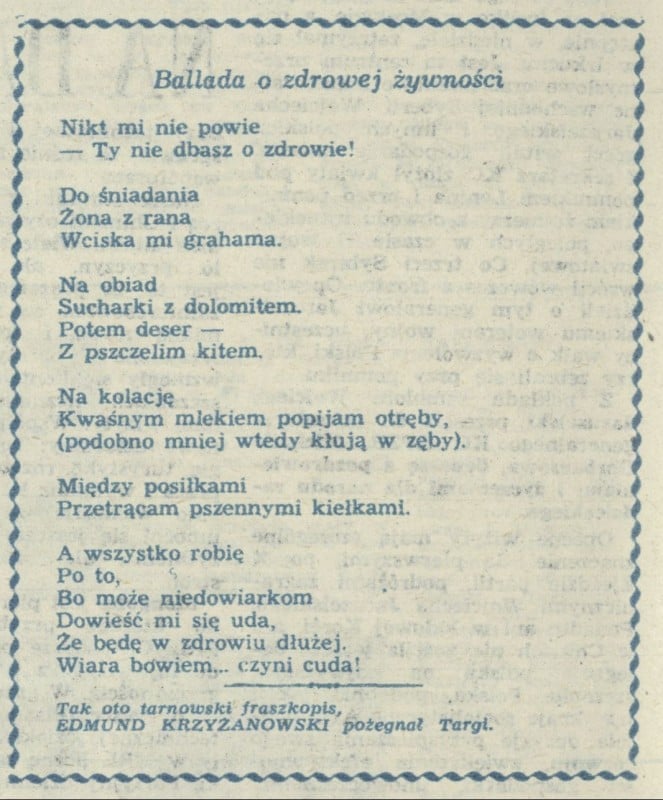 Ballada o zdrowej żywności
Nikt mi nie powie
— Ty nie dbasz o zdrowie!
Do śniadania
Żona z rana
Wciska mi grahama.
Na obiad
Sucharki z dolomitem.
Potem deser —
Z pszczelim kitem.
Na kolację
Kwaśnym mlekiem popijam otręby,
(podobno mniej wtedy kłują w zęby).
Między posiłkami
Przetrącam pszennymi kiełkami.
A wszystko robię
Po to,
Bo może niedowiarkom
Dowieść mi się uda,
Że będę w zdrowiu dłużej.
Wiara bowiem... czyni cuda!
Tak oto tarnowski fraszkopis,
EDMUND KRZYŻANOWSKI pożegnał Targi.